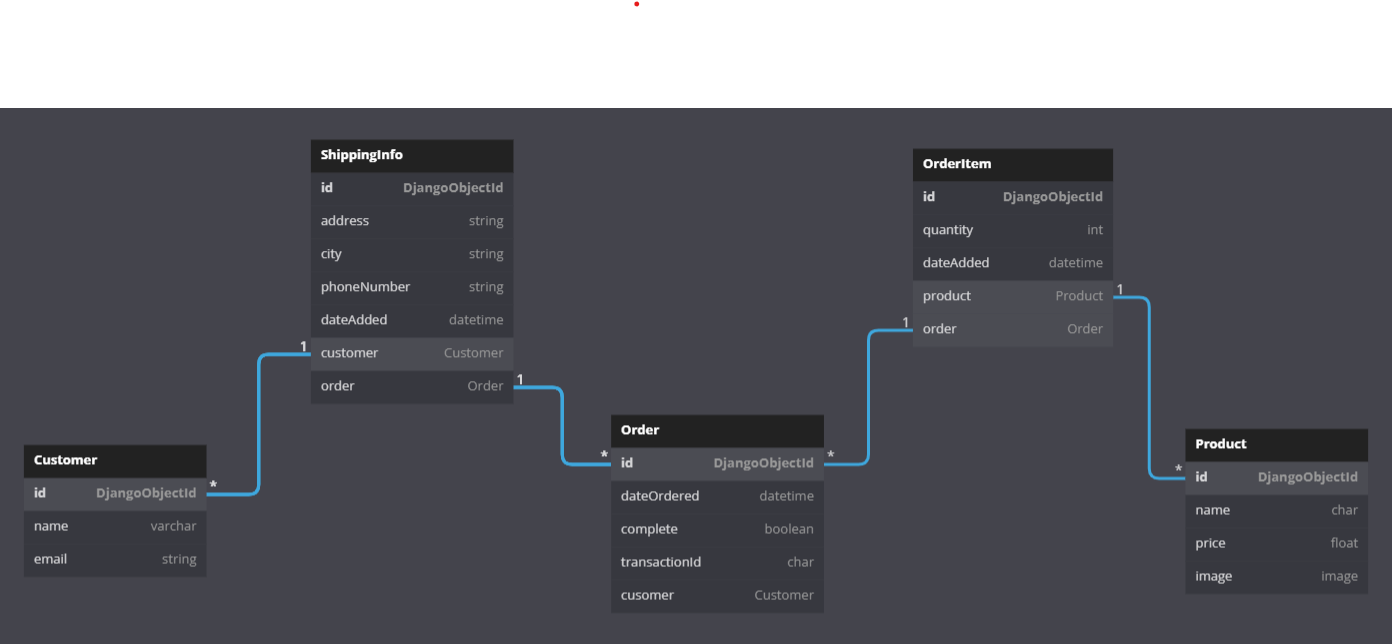 ShippingInfo
id DjangoObjectId
address string
city string
phoneNumber string
dateAdded datetime
1 customer Customer
order Order 1
OrderItem
id DjangoObjectId
quantity int
dateAdded datetime
product Product 1
1 order Order
Customer
id DjangoObjectId *
name varchar
email string
Order
* id DjangoObjectId *
dateOrdered datetime
complete boolean
transactionId char
cusomer Customer
Product
* id DjangoObjectId
name char
price float
image image